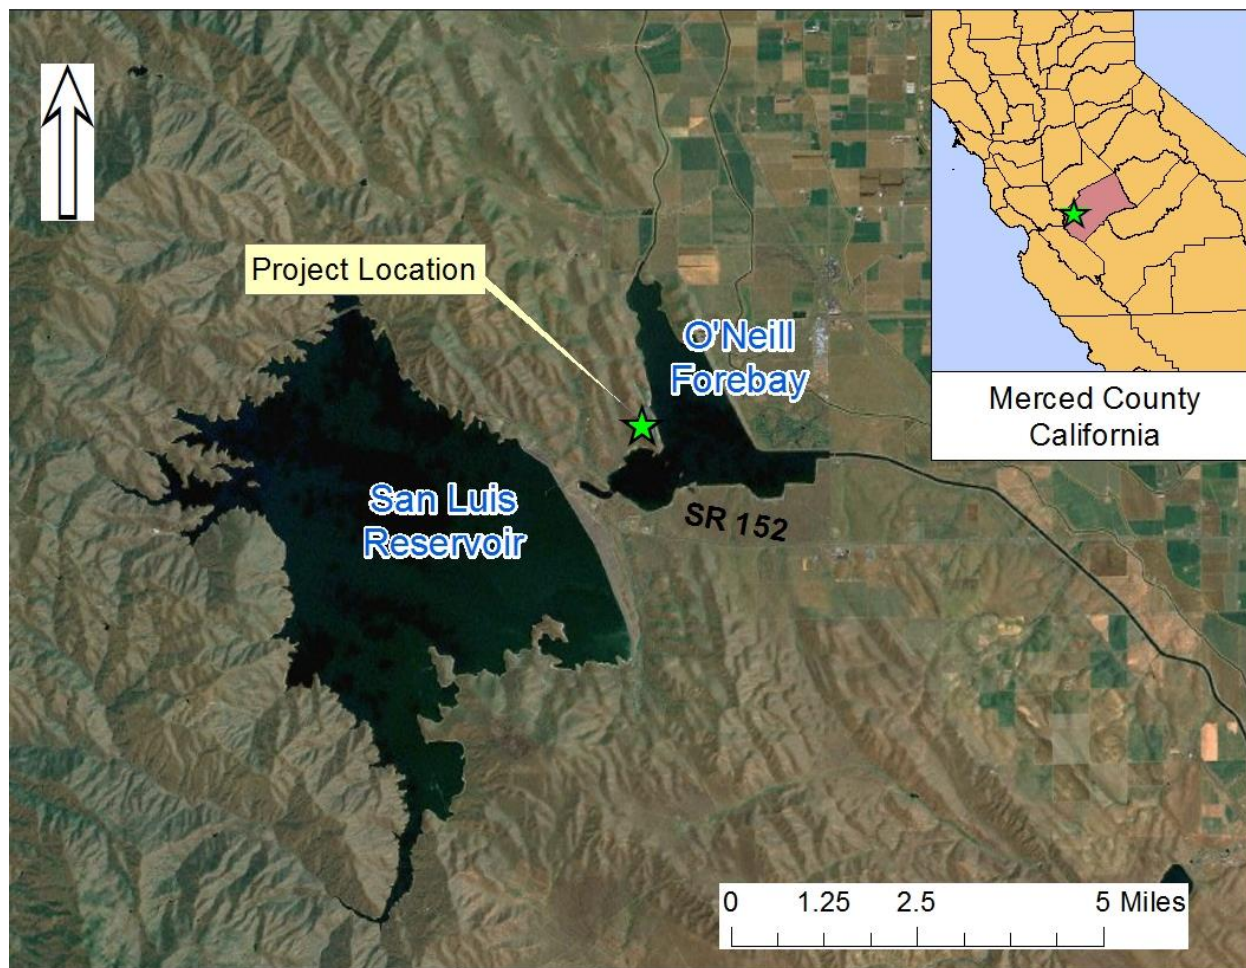 Project Location
O'Neill
Forebay
San Luis
Reservoir
SR 152
Merced County
California
0 1.25 2.5 5 Miles